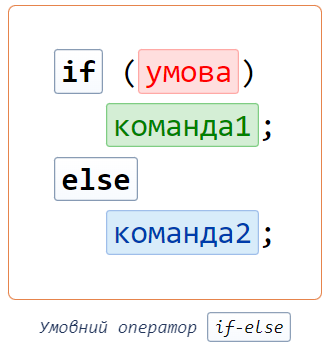 if (умова)
команда1;
else
команда2;
Умовний оператор if-else